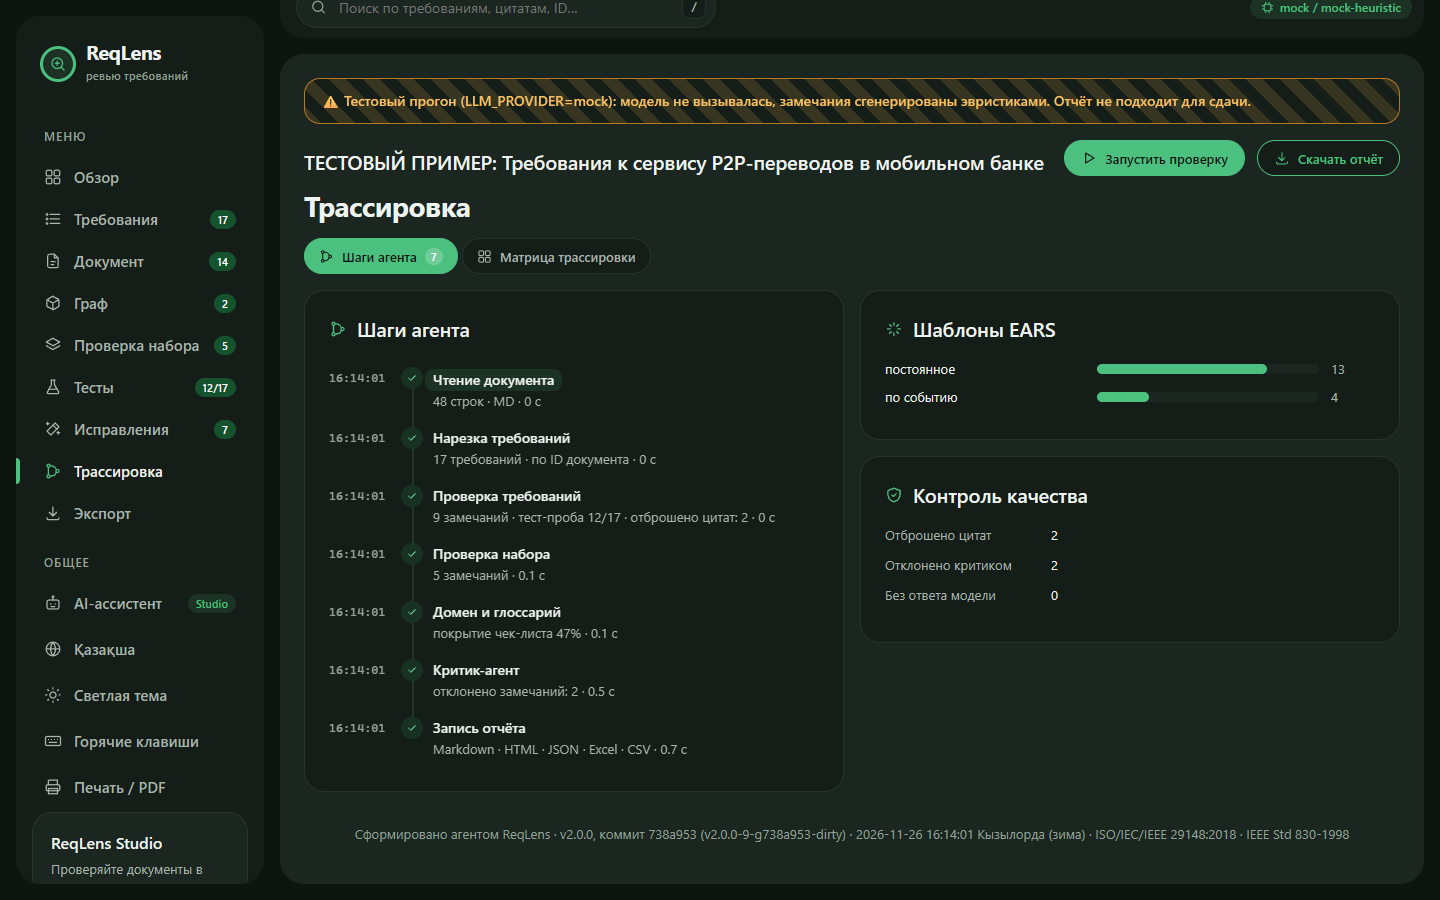 ReqLens
ревью требований
МЕНЮ
Обзор
Требования 17
Документ 14
Граф 2
Проверка набора 5
Тесты 12/17
Исправления 7
Трассировка
Экспорт
ОБЩЕЕ
AI-ассистент Studio
Қазақша
Светлая тема
Горячие клавиши
Печать / PDF
ReqLens Studio
Проверяйте документы в
Поиск по требованиям, цитатам, ID... /
mock / mock-heuristic
Тестовый прогон (LLM_PROVIDER=mock): модель не вызывалась, замечания сгенерированы эвристиками. Отчёт не подходит для сдачи.
ТЕСТОВЫЙ ПРИМЕР: Требования к сервису P2P-переводов в мобильном банке
Запустить проверку
Скачать отчёт
Трассировка
Шаги агента 7
Матрица трассировки
Шаги агента
16:14:01 Чтение документа
48 строк · MD · 0 с
16:14:01 Нарезка требований
17 требований · по ID документа · 0 с
16:14:01 Проверка требований
9 замечаний · тест-проба 12/17 · отброшено цитат: 2 · 0 с
16:14:01 Проверка набора
5 замечаний · 0.1 с
16:14:01 Домен и глоссарий
покрытие чек-листа 47% · 0.1 с
16:14:01 Критик-агент
отклонено замечаний: 2 · 0.5 с
16:14:01 Запись отчёта
Markdown · HTML · JSON · Excel · CSV · 0.7 с
Шаблоны EARS
постоянное 13
по событию 4
Контроль качества
Отброшено цитат 2
Отклонено критиком 2
Без ответа модели 0
Сформировано агентом ReqLens · v2.0.0, коммит 738a953 (v2.0.0-9-g738a953-dirty) · 2026-11-26 16:14:01 Кызылорда (зима) · ISO/IEC/IEEE 29148:2018 · IEEE Std 830-1998